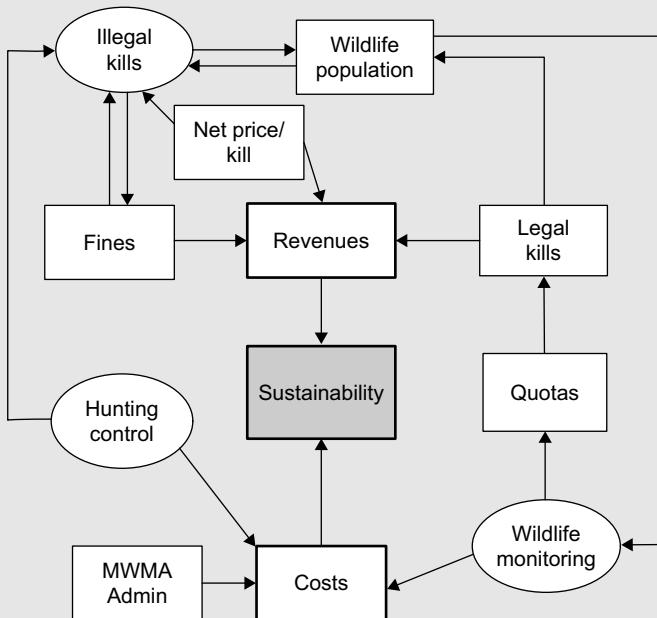 Illegal
kills
Wildlife
population
Net price/
kill
Fines
Revenues
Legal
kills
Sustainability
Quotas
Hunting
control
Wildlife
monitoring
MWMA
Admin
Costs